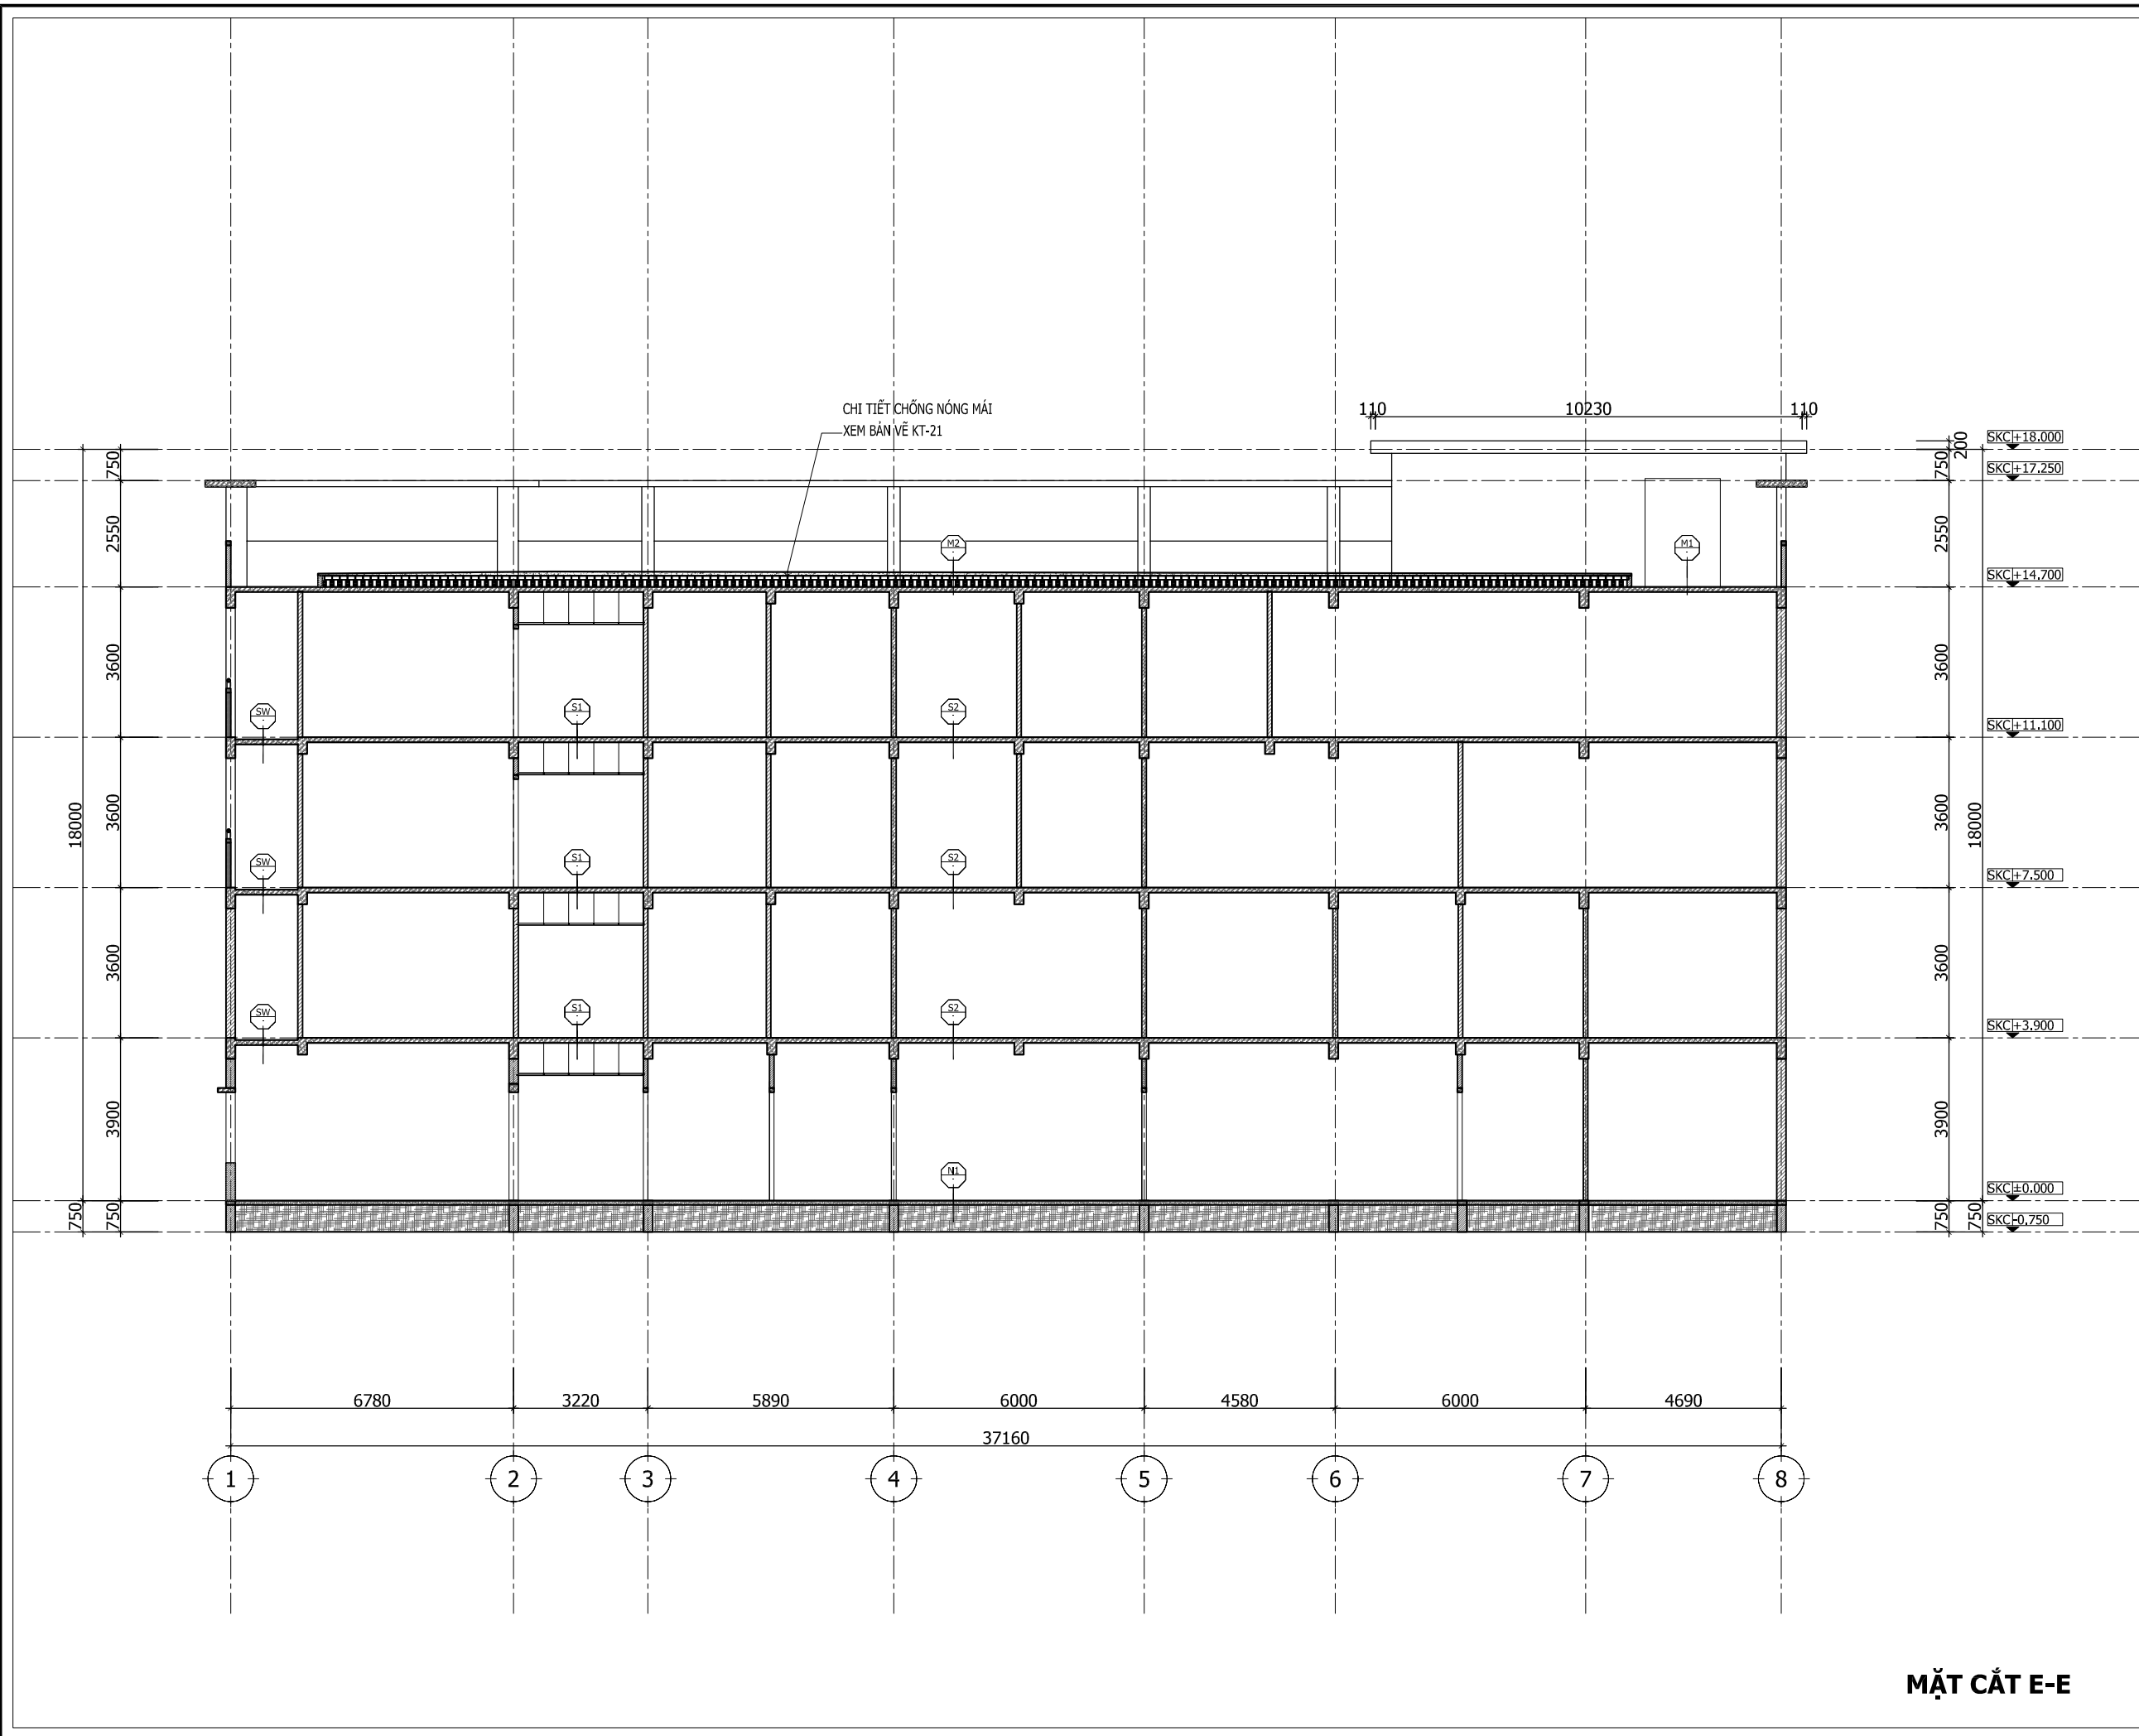 CHI TIẾT CHỐNG NÓNG MÁI
XEM BẢN VẼ KT-21
110
10230
110
200
SKC +18.000
750
750
SKC +17.250
2550
2550
M2
M1
SKC +14.700
3600
3600
SW
S1
S2
SKC +11.100
18000
3600
3600
18000
SW
S1
S2
SKC +7.500
3600
3600
SW
S1
S2
SKC +3.900
3900
3900
N1
SKC ±0.000
750
750
750
750
SKC -0.750
6780
3220
5890
6000
4580
6000
4690
37160
1
2
3
4
5
6
7
8
MẶT CẮT E-E